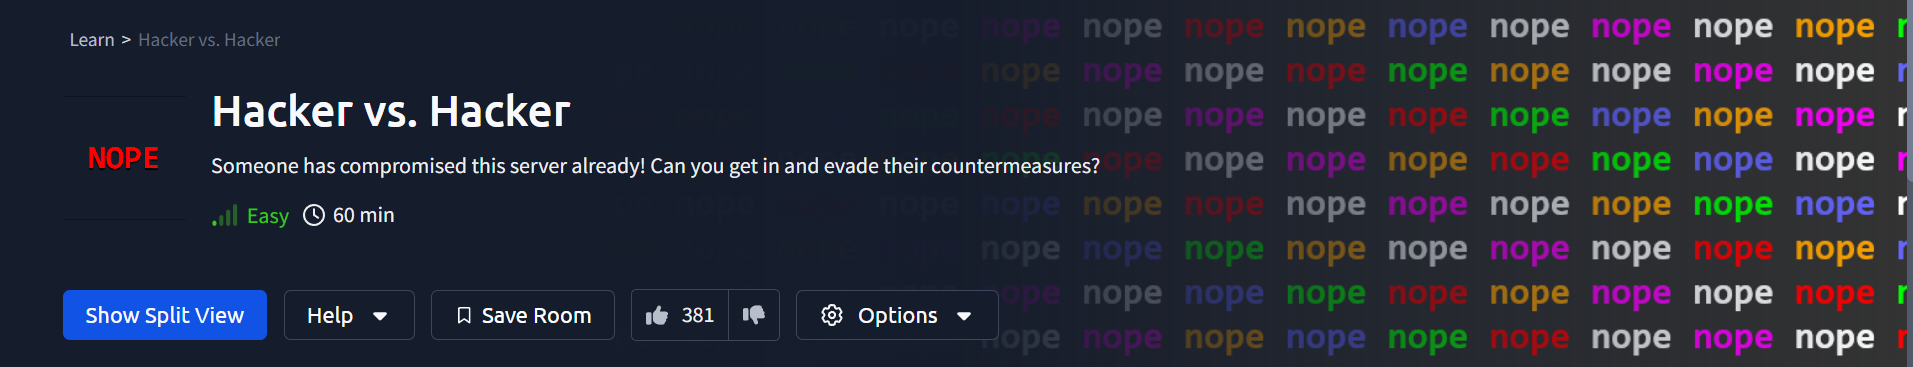 Learn > Hacker vs. Hacker
NOPE
Hacker vs. Hacker
Someone has compromised this server already! Can you get in and evade their countermeasures?
Easy 60 min
Show Split View Help Save Room 381 Options
nope nope nope nope nope nope nope nope nope nope
nope nope nope nope nope nope nope nope nope
nope nope nope nope nope nope nope nope nope
nope nope nope nope nope nope nope nope
nope nope nope nope nope nope nope nope nope nope
nope nope nope nope nope nope nope nope nope
nope nope nope nope nope nope nope nope nope
nope nope nope nope nope nope nope nope nope